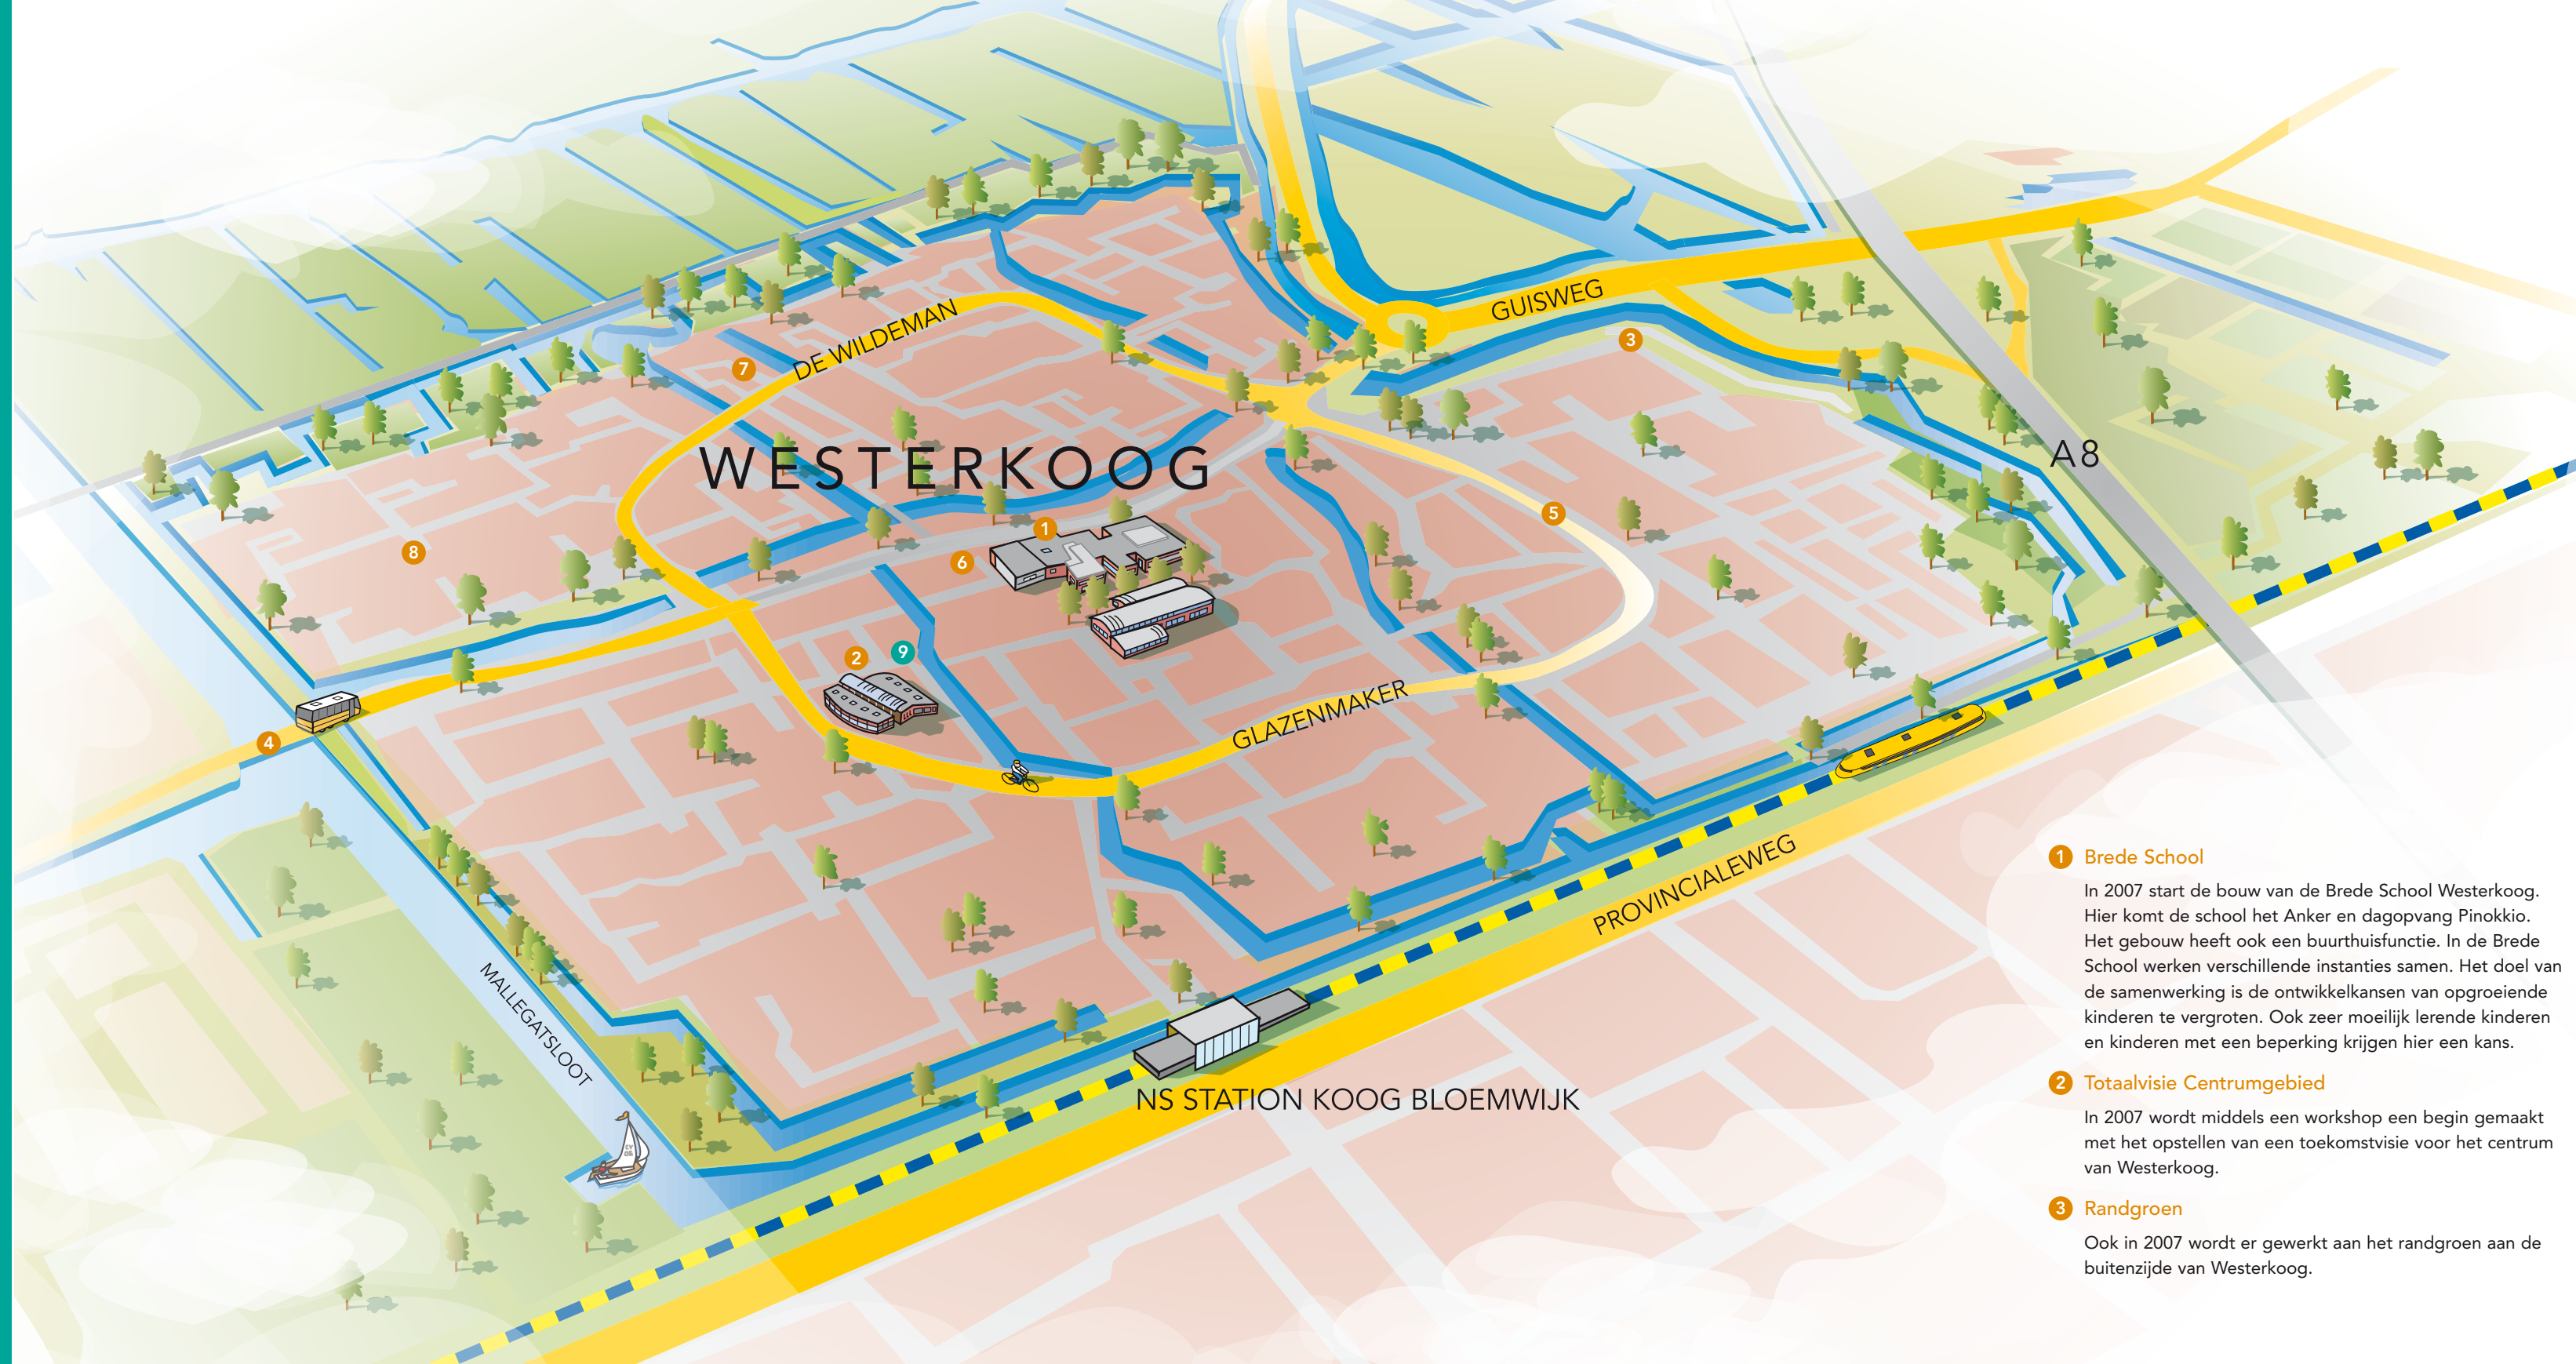 GUISWEG
3
DE WILDEMAN
7
A8
WESTERKOOG
5
1
8
6
2
9
GLAZENMAKER
4
PROVINCIALEWEG
MALLEGATSLOOT
NS STATION KOOG BLOEMWIJK
1 Brede School
In 2007 start de bouw van de Brede School Westerkoog.
Hier komt de school het Anker en dagopvang Pinokkio.
Het gebouw heeft ook een buurthuisfunctie. In de Brede
School werken verschillende instanties samen. Het doel van
de samenwerking is de ontwikkelkansen van opgroeiende
kinderen te vergroten. Ook zeer moeilijk lerende kinderen
en kinderen met een beperking krijgen hier een kans.
2 Totaalvisie Centrumgebied
In 2007 wordt middels een workshop een begin gemaakt
met het opstellen van een toekomstvisie voor het centrum
van Westerkoog.
3 Randgroen
Ook in 2007 wordt er gewerkt aan het randgroen aan de
buitenzijde van Westerkoog.